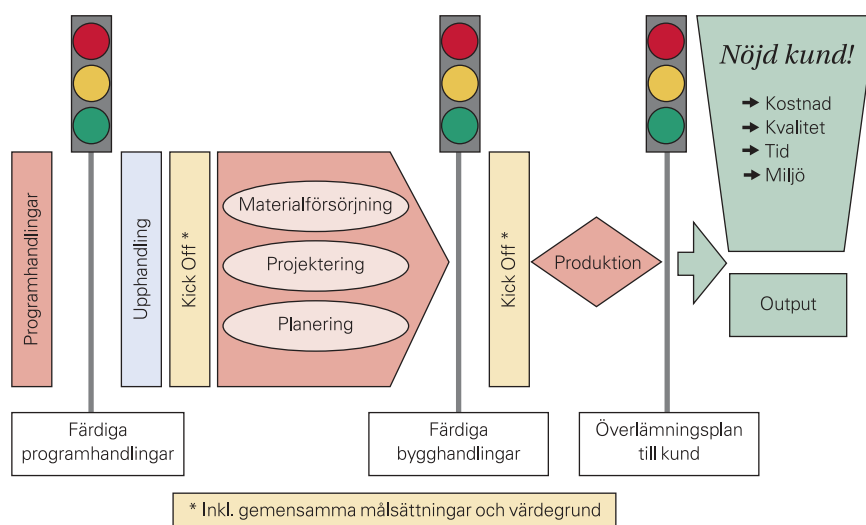 Nöjd kund!
➔ Kostnad
➔ Kvalitet
➔ Tid
➔ Miljö
Programhandlingar
Upphandling
Kick Off *
Materialförsörjning
Projektering
Planering
Kick Off *
Produktion
Output
Färdiga
programhandlingar
Färdiga
bygghandlingar
Överlämningsplan
till kund
* Inkl. gemensamma målsättningar och värdegrund